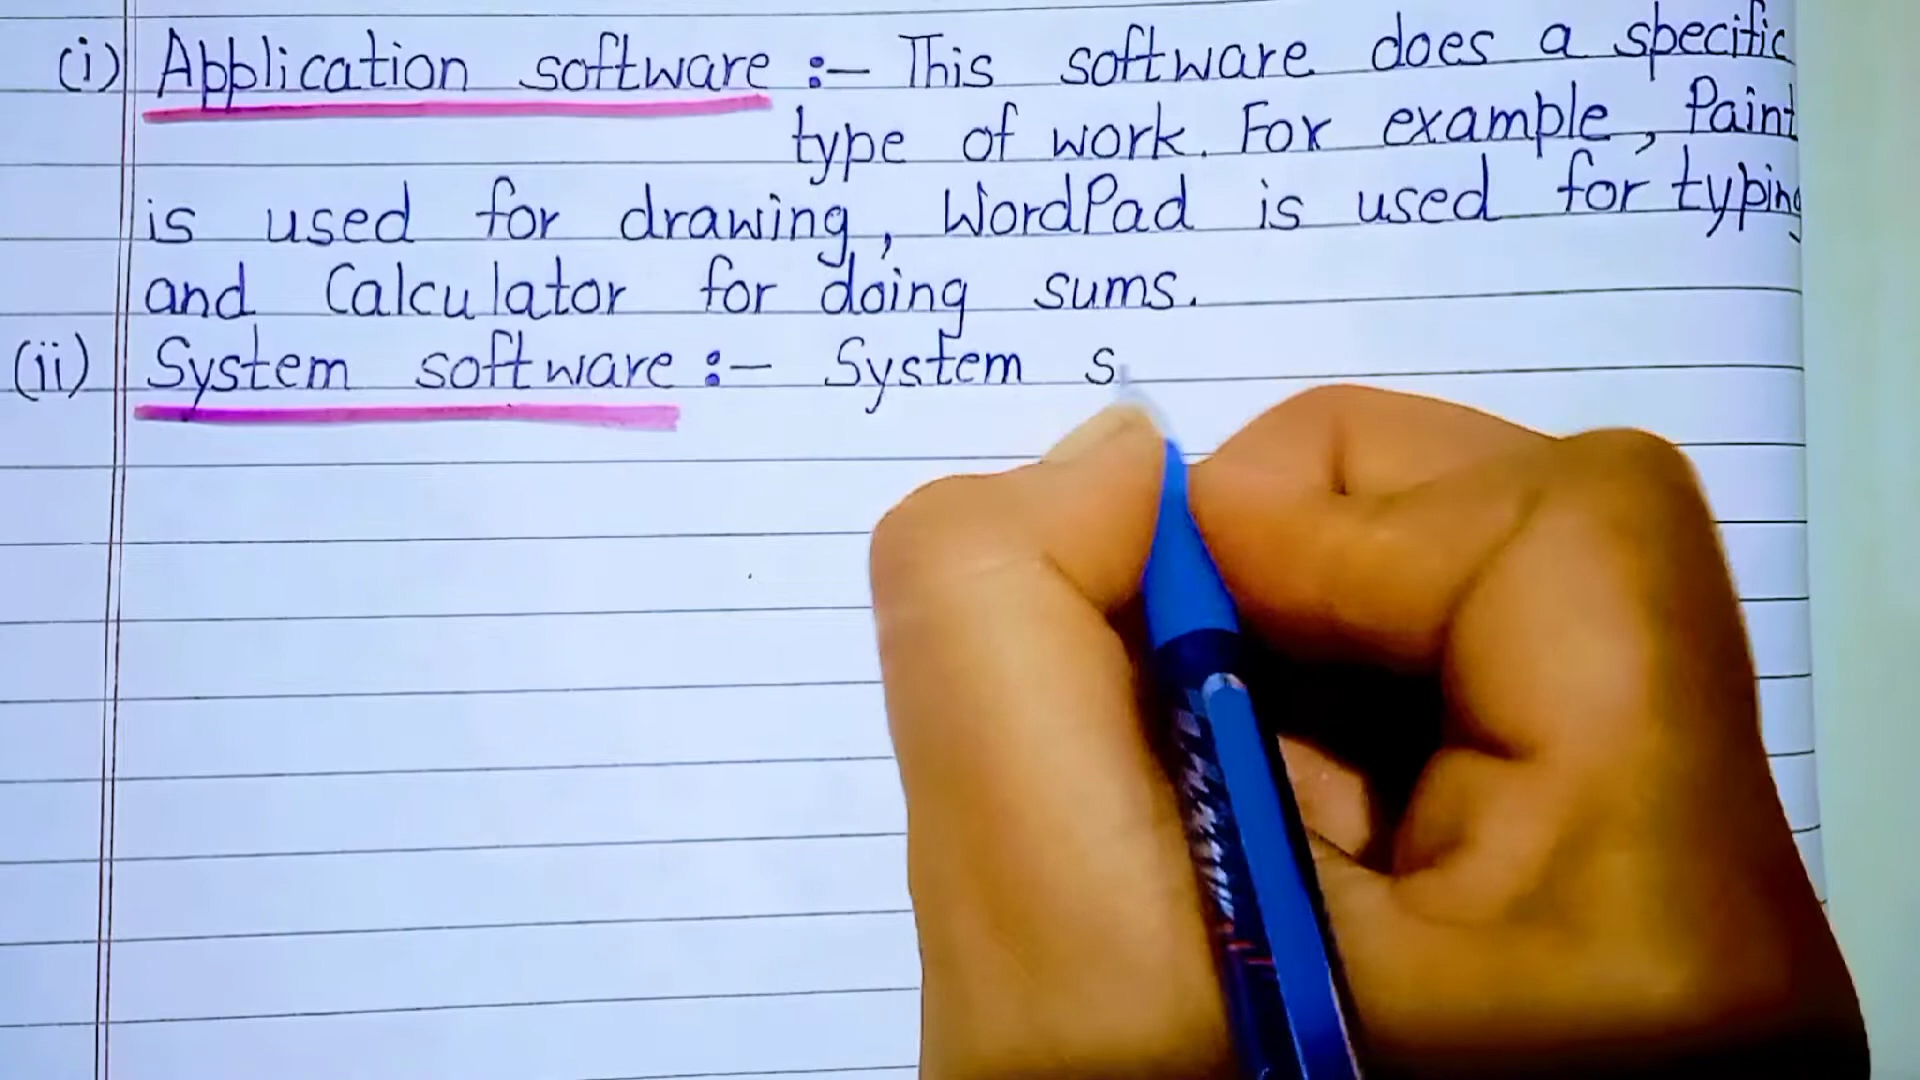 (i) Application software :- This software does a specific
type of work. For example, Paint
is used for drawing, WordPad is used for typing
and Calculator for doing sums.
(ii) System software :- System s